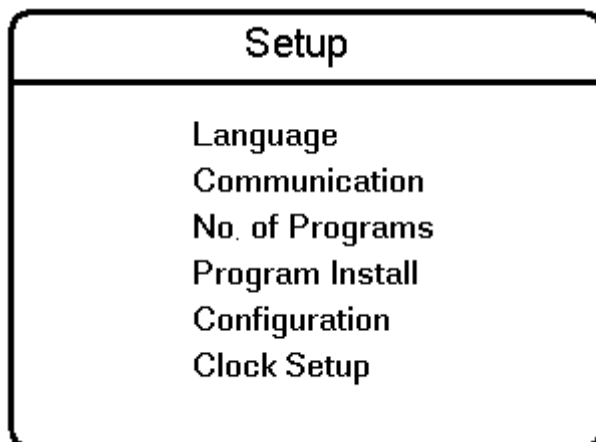 Setup
Language
Communication
No. of Programs
Program Install
Configuration
Clock Setup